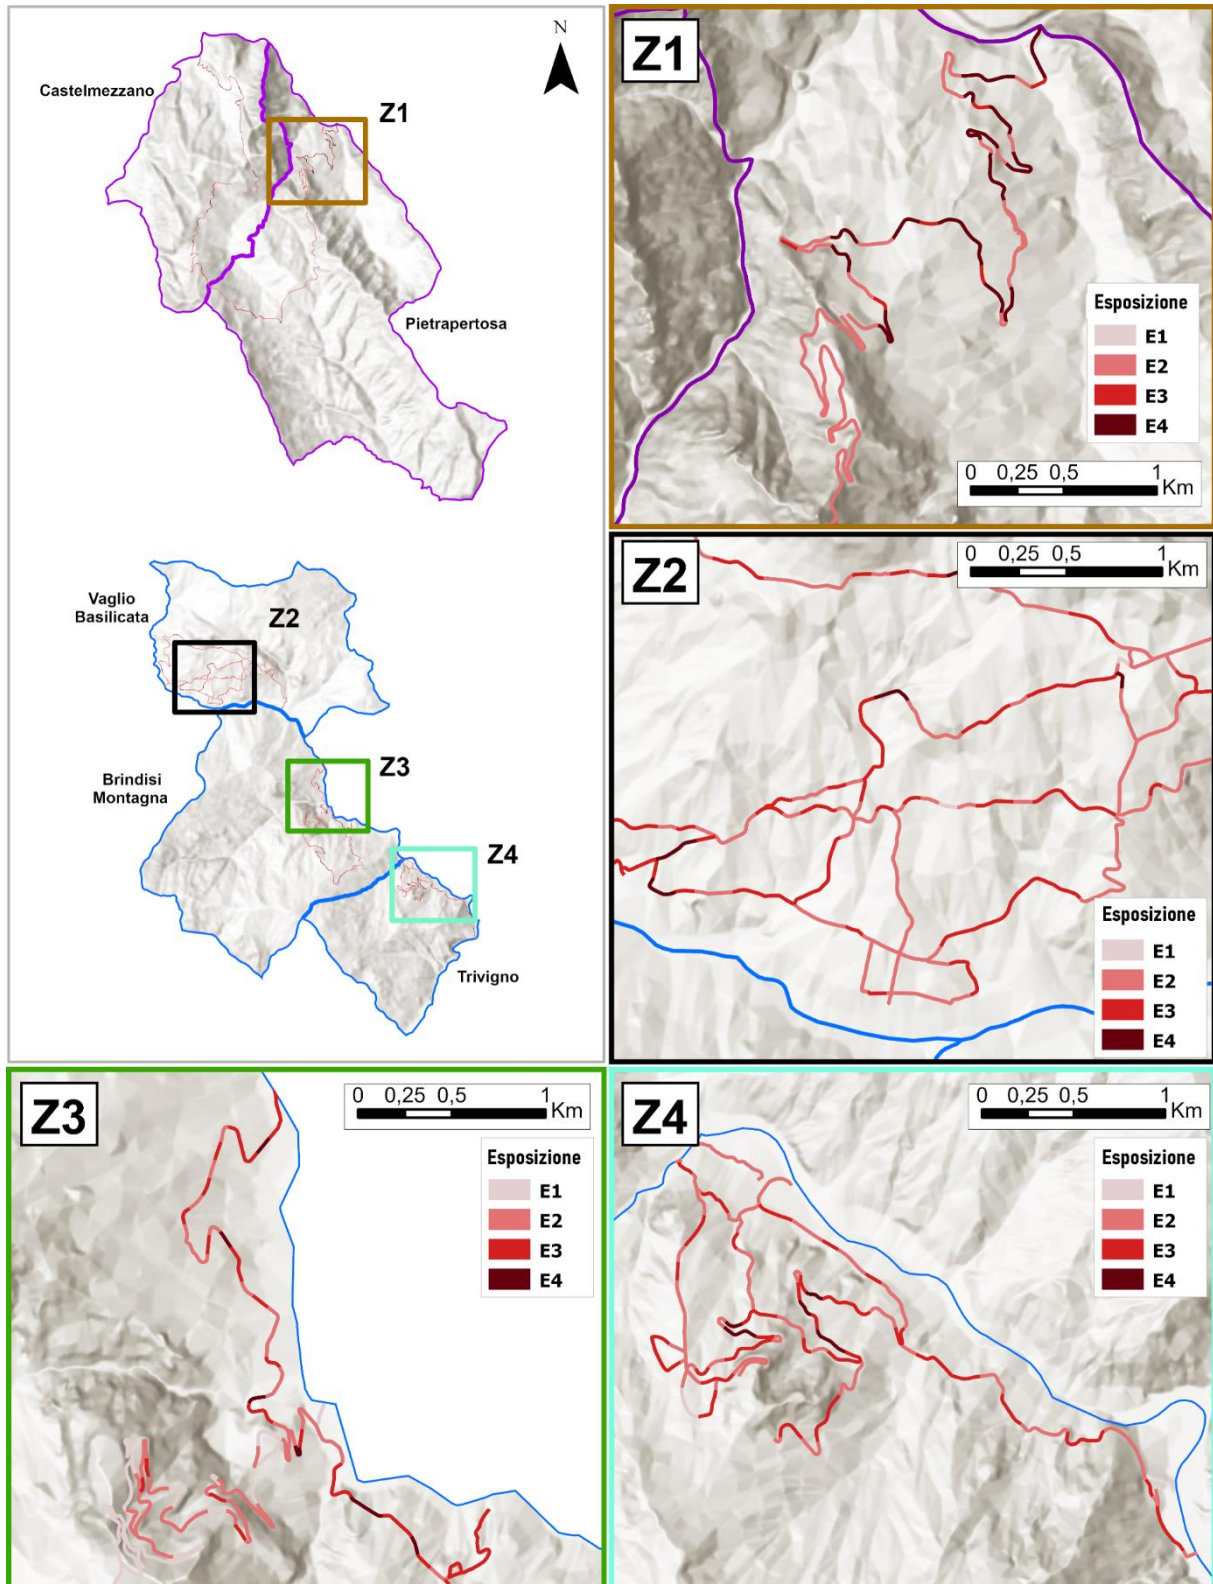 N
Castelmezzano
Z1
Pietrapertosa
Vaglio
Basilicata
Z2
Brindisi
Montagna
Z3
Z4
Trivigno
Z1
Esposizione
E1
E2
E3
E4
0 0,25 0,5 1
Km
Z2
0 0,25 0,5 1
Km
Esposizione
E1
E2
E3
E4
Z3
0 0,25 0,5 1
Km
Esposizione
E1
E2
E3
E4
Z4
0 0,25 0,5 1
Km
Esposizione
E1
E2
E3
E4